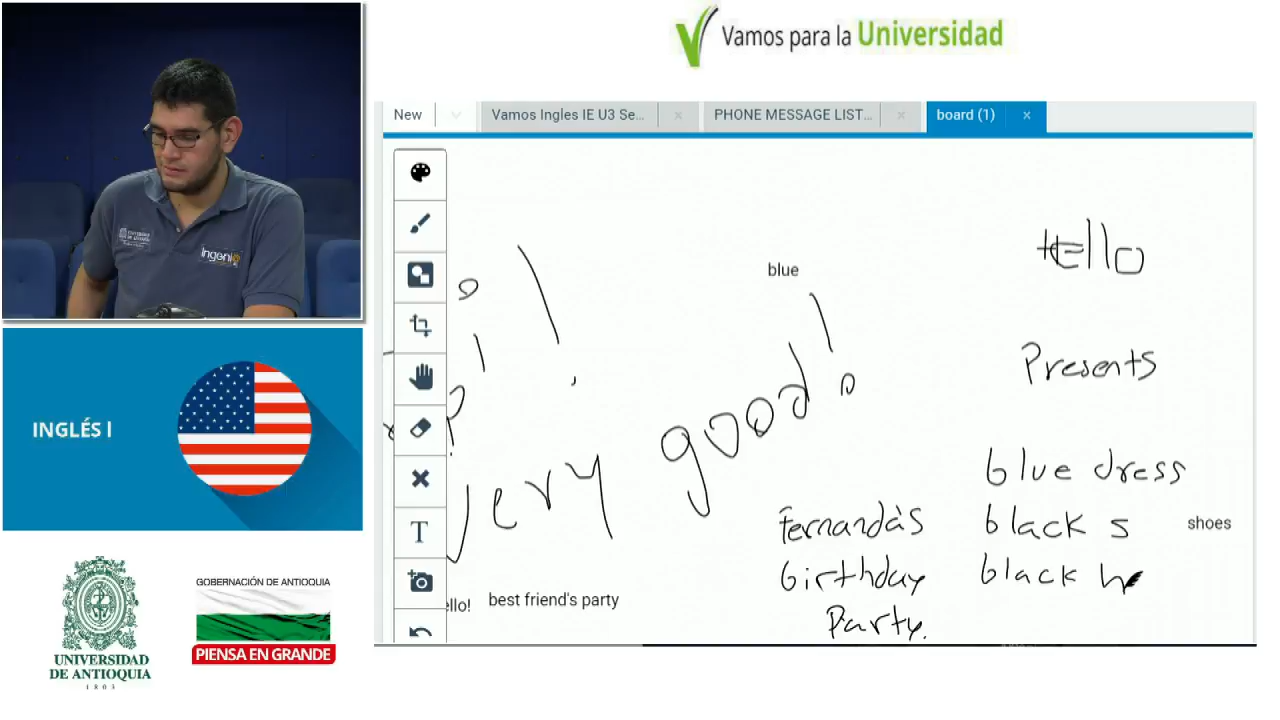 Vamos para la Universidad
New
Vamos Ingles IE U3 Se...
PHONE MESSAGE LIST...
board (1)
Hello
blue
Presents
very good!
blue dress
Fernanda's
black s
shoes
birthday
black
Party.
ello!
best friend's party
T
ingenio
INGLÉS I
UNIVERSIDAD
DE ANTIOQUIA
1803
GOBERNACIÓN DE ANTIOQUIA
PIENSA EN GRANDE